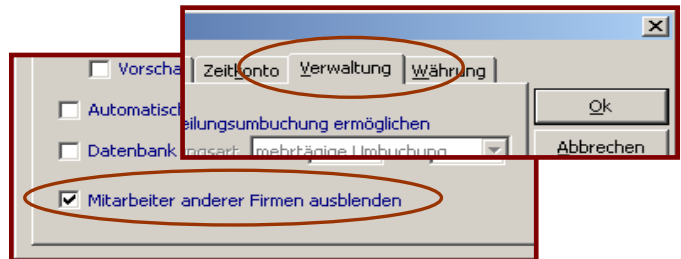 Zeitkonto Verwaltung Währung
Ok
eilungsumbuchung ermöglichen
mehrtägige Umbuchung
Abbrechen
Vorscha
Automatisch
Datenbank
Mitarbeiter anderer Firmen ausblenden